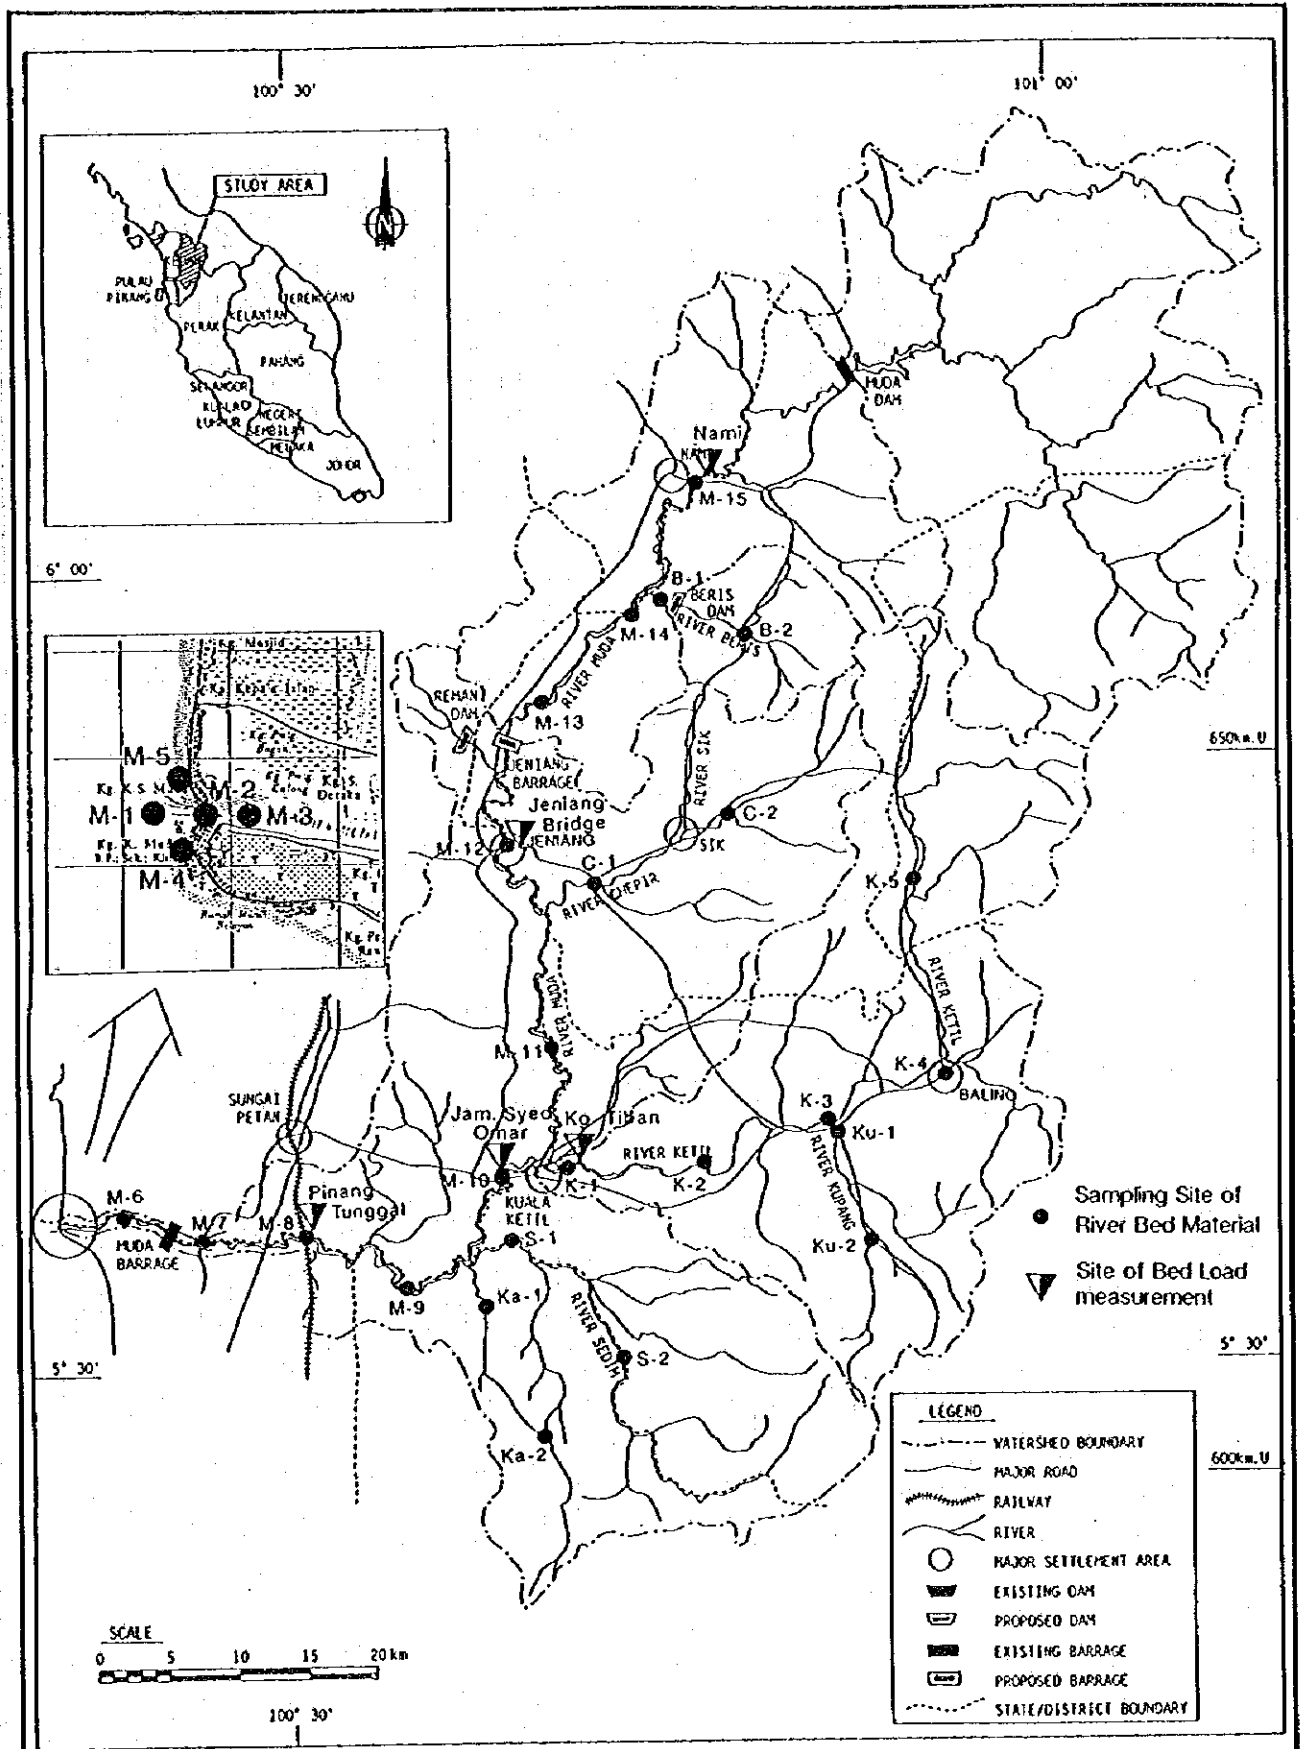 100° 30'
101° 00'
STUDY AREA
N
PULAU
PINANG
PERAK
KELANTAN
PAHANG
SELANGOR
KUALA
LUMPUR
NEGERI
SEMBILAN
MELAKA
JOHOR
MUDA
DAM
Nami
M-15
6° 00'
B-1
BERIS
DAM
M-14
RIVER BERIS
B-2
RIVER MUDA
M-13
REMAN
DAM
JENIANG
BARRAGE
RIVER SIK
650km.U
M-5
M-2
M-1
M-3
M-4
Jeniang
Bridge
JENIANG
M-12
C-2
SIK
C-1
RIVER CHEPIR
K-5
RIVER MUDA
M-11
RIVER KETIL
K-4
BALING
SUNGAI
PETAN
Jam. Syed
Omar
Ko. Tiban
K-3
Ku-1
RIVER KETIL
M-10
K-1
K-2
KUALA
KETIL
RIVER KUPANG
M-6
Pinang
Tunggal
M-7
M-8
MUDA
BARRAGE
S-1
Ku-2
Sampling Site of
River Bed Material
Site of Bed Load
measurement
M-9
Ka-1
RIVER SEDIM
S-2
5° 30'
5° 30'
Ka-2
600km.U
LEGEND
WATERSHED BOUNDARY
MAJOR ROAD
RAILWAY
RIVER
MAJOR SETTLEMENT AREA
EXISTING DAM
PROPOSED DAM
EXISTING BARRAGE
PROPOSED BARRAGE
STATE/DISTRICT BOUNDARY
SCALE
0 5 10 15 20 km
100° 30'